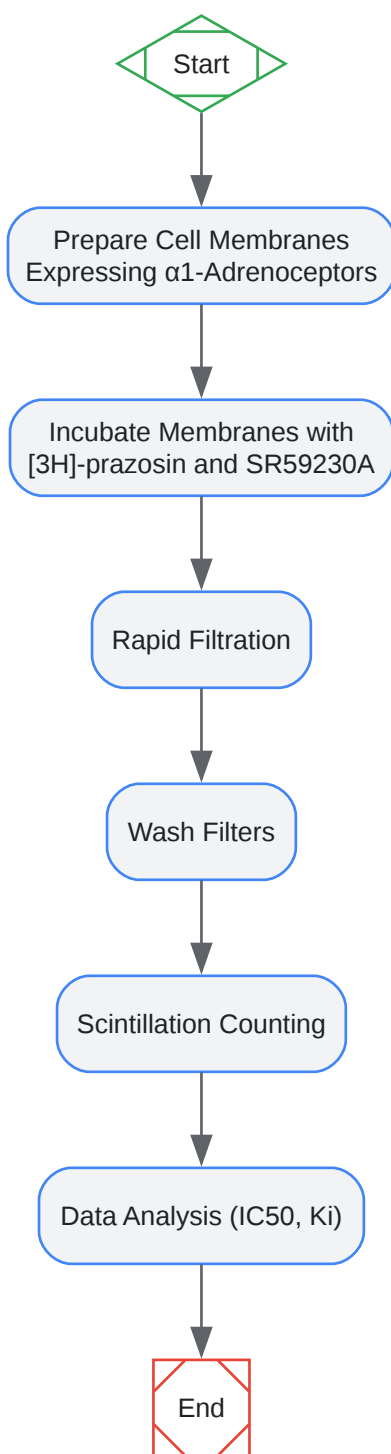 Start
Prepare Cell Membranes
Expressing α1-Adrenoceptors
Incubate Membranes with
[3H]-prazosin and SR59230A
Rapid Filtration
Wash Filters
Scintillation Counting
Data Analysis (IC50, Ki)
End